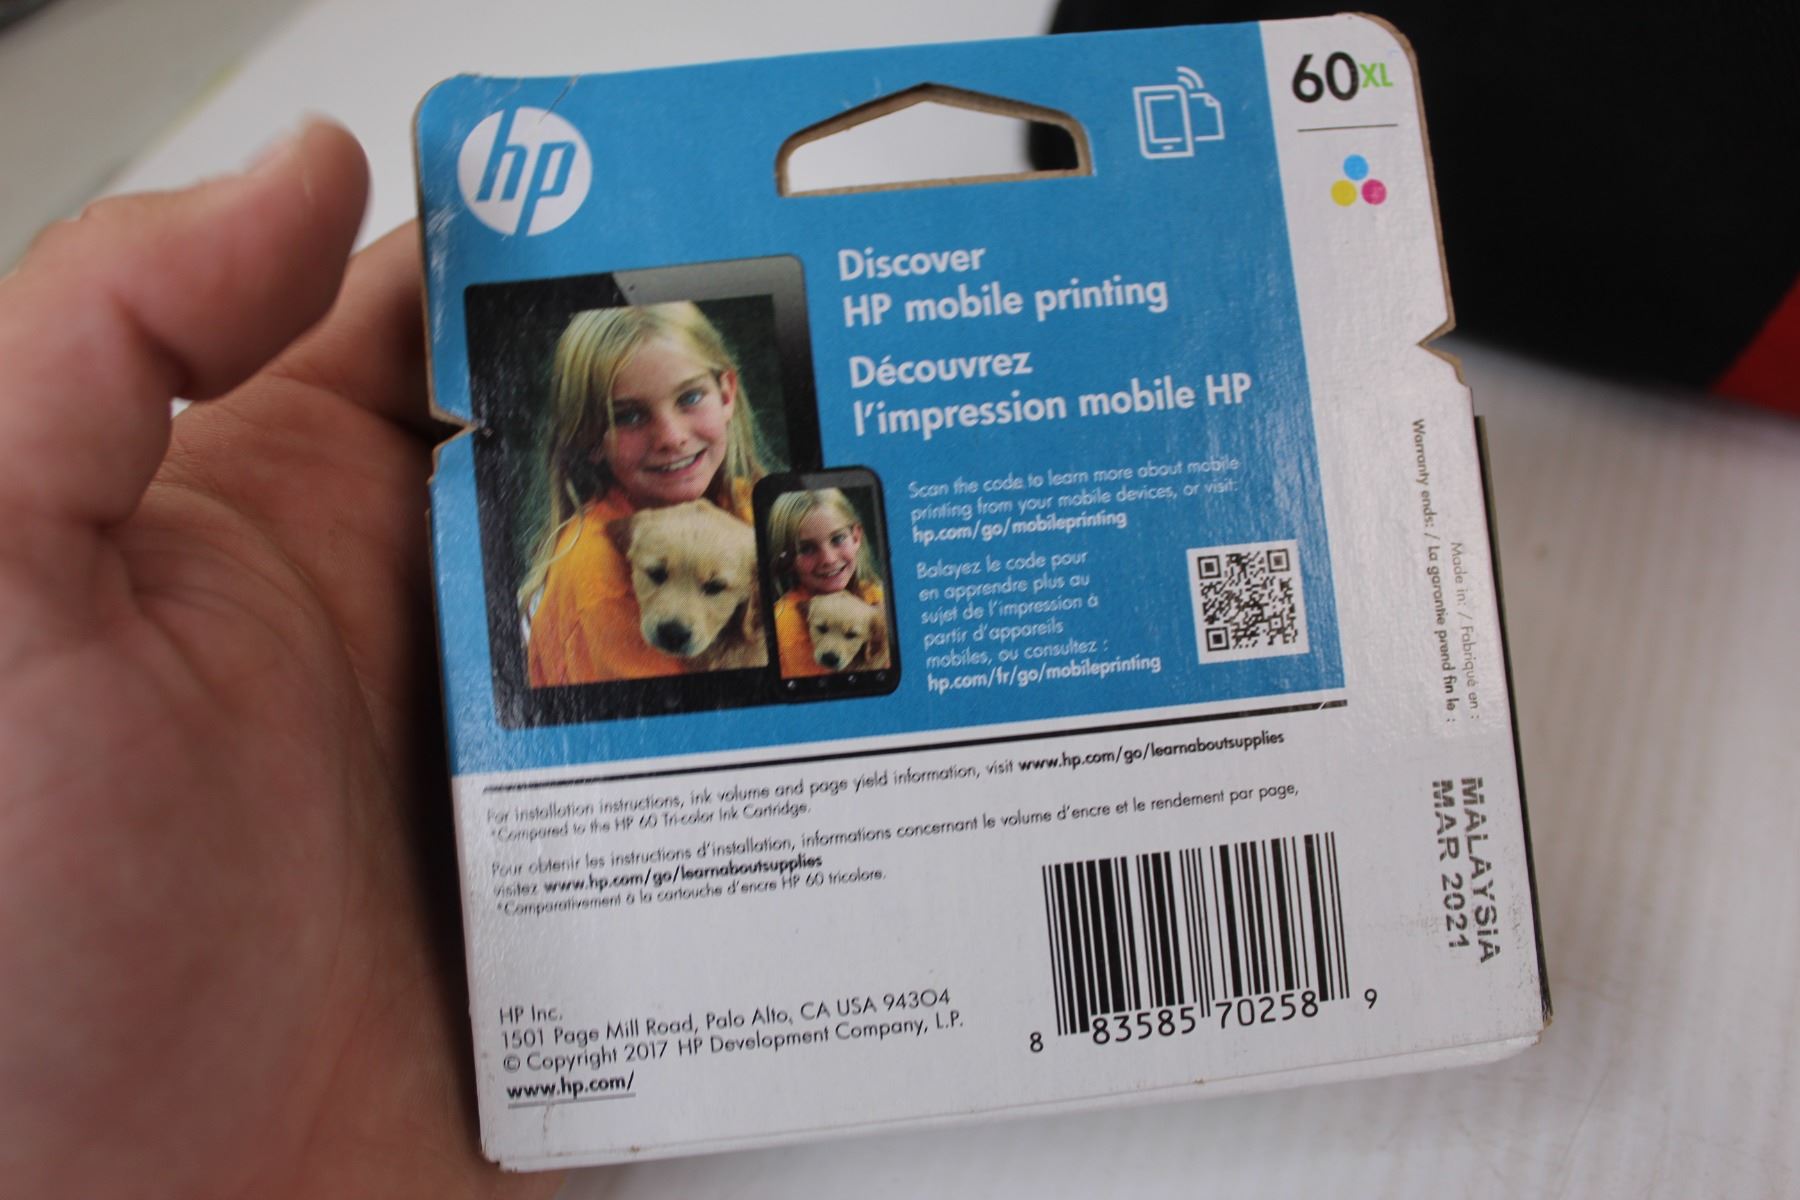 hp
60XL
Discover
HP mobile printing
Découvrez
l'impression mobile HP
Scan the code to learn more about mobile
printing from your mobile devices, or visit:
hp.com/go/mobileprinting
Balayez le code pour
en apprendre plus au
sujet de l'impression à
partir d'appareils
mobiles, ou consultez :
hp.com/fr/go/mobileprinting
Made in: / Fabriqué en :
Warranty ends: / La garantie prend fin le :
MALAYSiA
MAR 2021
For installation instructions, ink volume and page yield information, visit www.hp.com/go/learnaboutsupplies
*Compared to the HP 60 Tri-color Ink Cartridge.
Pour obtenir les instructions d'installation, informations concernant le volume d'encre et le rendement par page,
visitez www.hp.com/go/learnaboutsupplies
*Comparativement à la cartouche d'encre HP 60 tricolore.
HP Inc.
1501 Page Mill Road, Palo Alto, CA USA 94304
© Copyright 2017 HP Development Company, L.P.
www.hp.com/
8 83585 70258 9